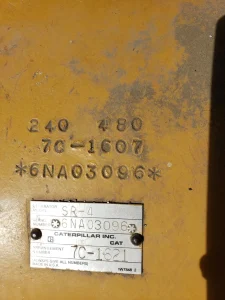 240 480
7C-1607
*6NA03096*
SR-4
*6NA03096*
CATERPILLAR INC.
CAT
7C-1621